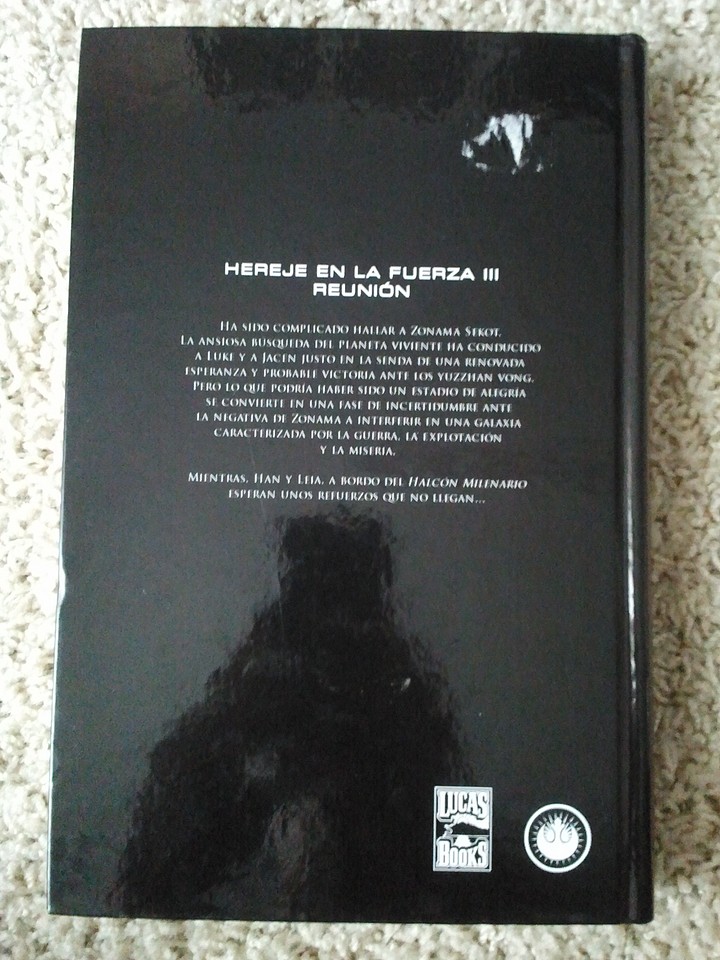 HEREJE EN LA FUERZA III
REUNIÓN
HA SIDO COMPLICADO HALLAR A ZONAMA SEKOT.
LA ANSIOSA BUSQUEDA DEL PLANETA VIVIENTE HA CONDUCIDO
A LUKE Y A JACEN JUSTO EN LA SENDA DE UNA RENOVADA
ESPERANZA Y PROBABLE VICTORIA ANTE LOS YUZZHAN VONG.
PERO LO QUE PODRÍA HABER SIDO UN ESTADIO DE ALEGRÍA
SE CONVIERTE EN UNA FASE DE INCERTIDUMBRE ANTE
LA NEGATIVA DE ZONAMA A INTERFERIR EN UNA GALAXIA
CARACTERIZADA POR LA GUERRA, LA EXPLOTACIÓN
Y LA MISERIA.
MIENTRAS, HAN Y LEIA, A BORDO DEL HALCÓN MILENARIO
ESPERAN UNOS REFUERZOS QUE NO LLEGAN...
LUCAS
BOOKS